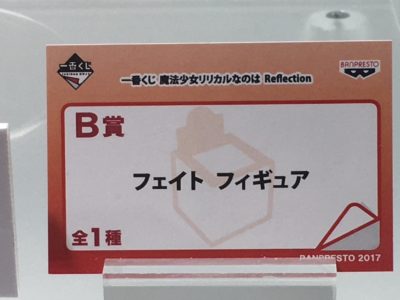 一番くじ
BANPRESTO
一番くじ 魔法少女リリカルなのは Reflection
B賞
フェイト フィギュア
全1種
BANPRESTO 2017